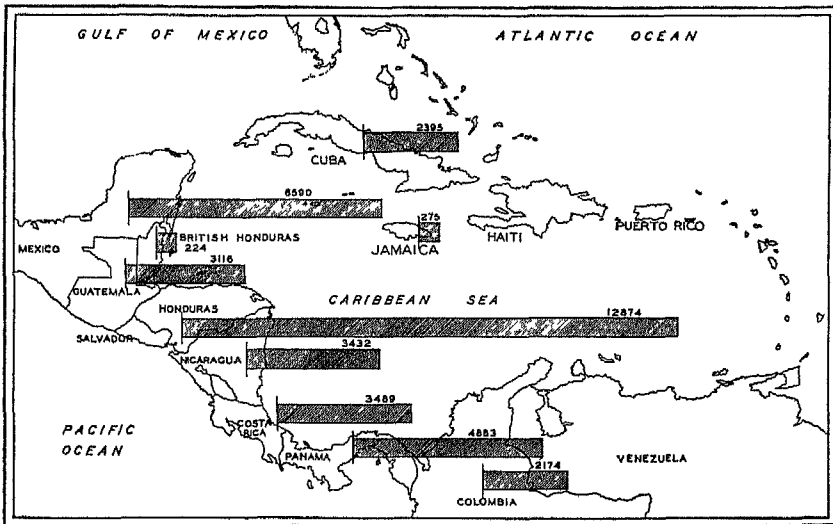 GULF OF MEXICO
ATLANTIC OCEAN
2395
CUBA
6590
275
PUERTO RICO
HAITI
JAMAICA
MEXICO
BRITISH HONDURAS
224
3116
GUATEMALA
CARIBBEAN SEA
HONDURAS
12874
SALVADOR
3432
NICARAGUA
3489
COSTA
RICA
PACIFIC
OCEAN
4883
PANAMA
VENEZUELA
2174
COLOMBIA